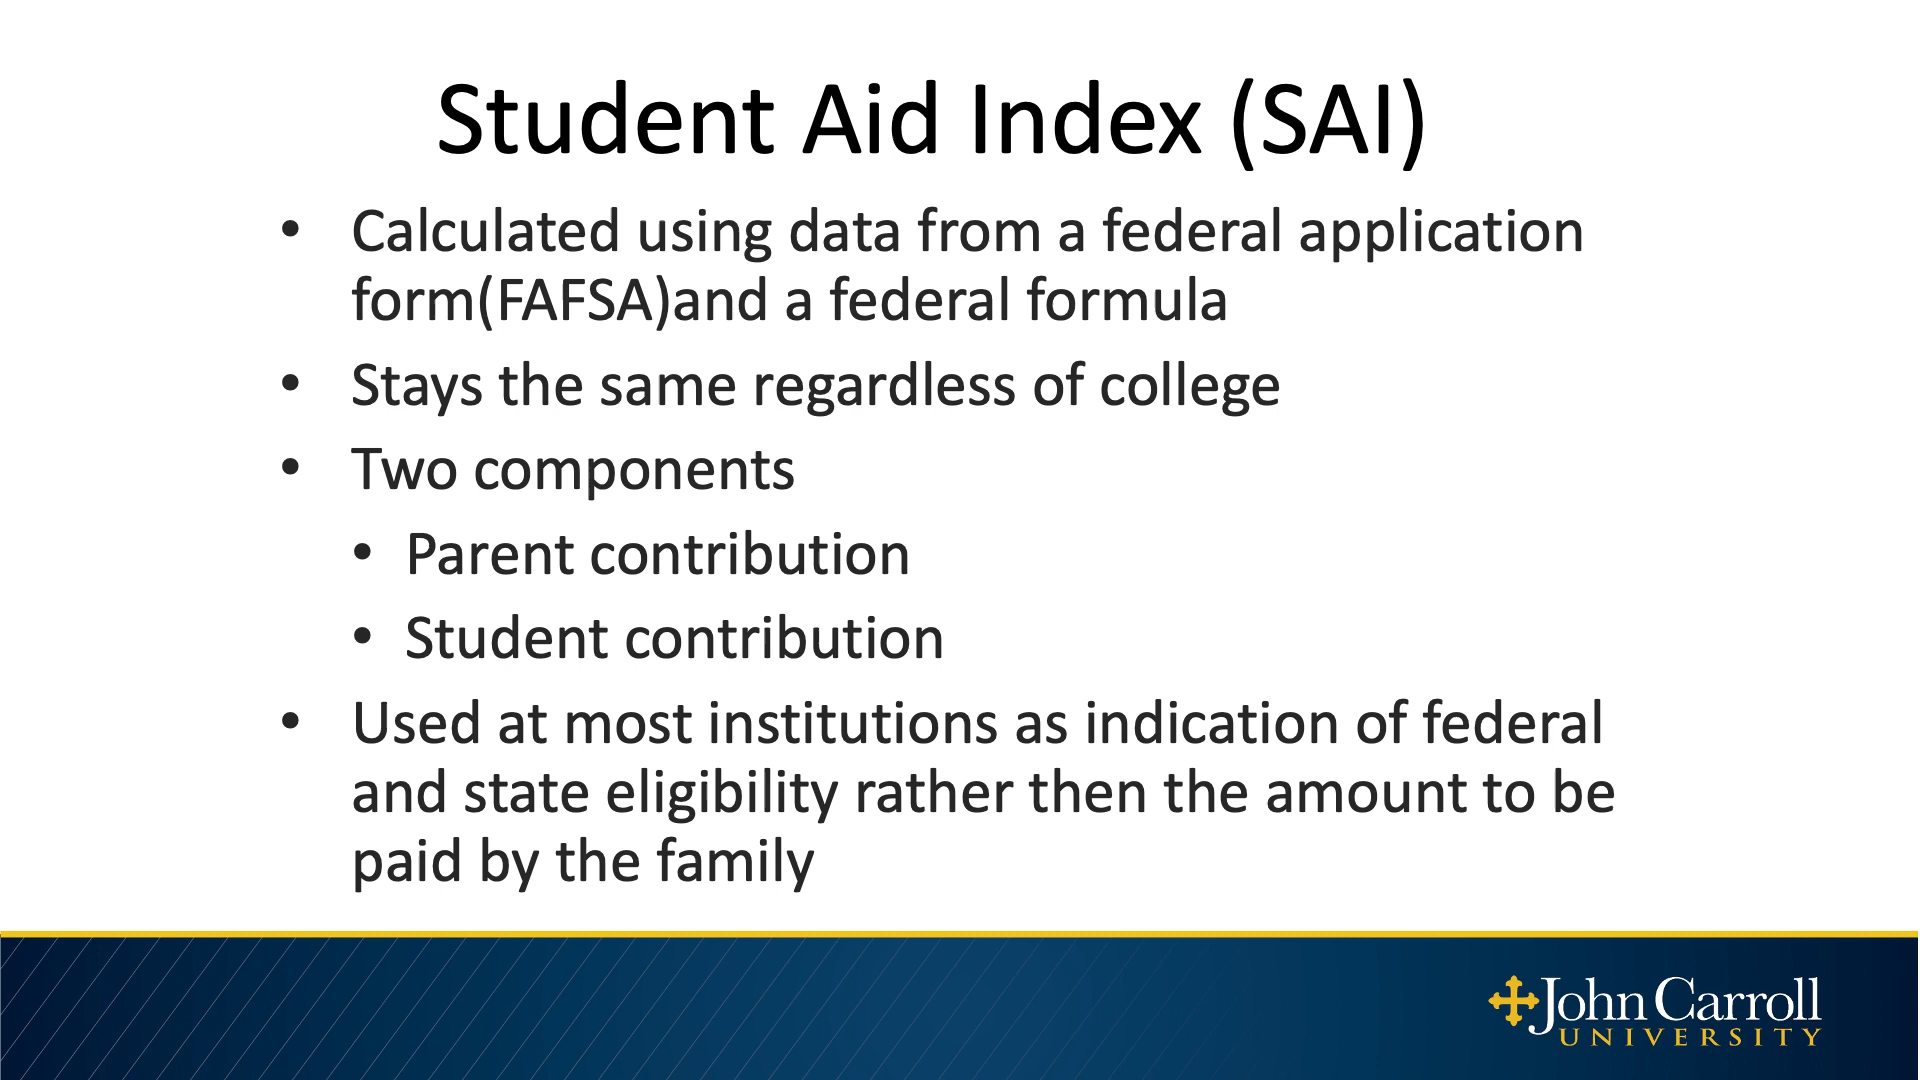 Student Aid Index (SAI)
• Calculated using data from a federal application
form(FAFSA)and a federal formula
• Stays the same regardless of college
• Two components
• Parent contribution
• Student contribution
• Used at most institutions as indication of federal
and state eligibility rather then the amount to be
paid by the family
John Carroll
UNIVERSITY